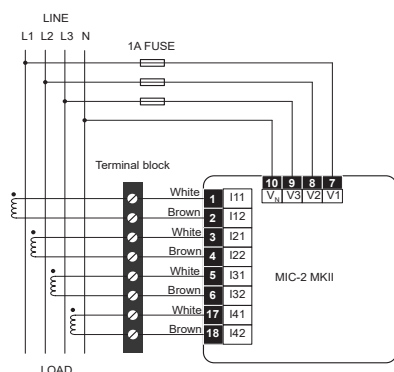 LINE
L1 L2 L3 N
1A FUSE
Terminal block
10 9 8 7
VN V3 V2 V1
White 1 I11
Brown 2 I12
White 3 I21
Brown 4 I22
White 5 I31
Brown 6 I32
White 17 I41
Brown 18 I42
MIC-2 MKII
LOAD